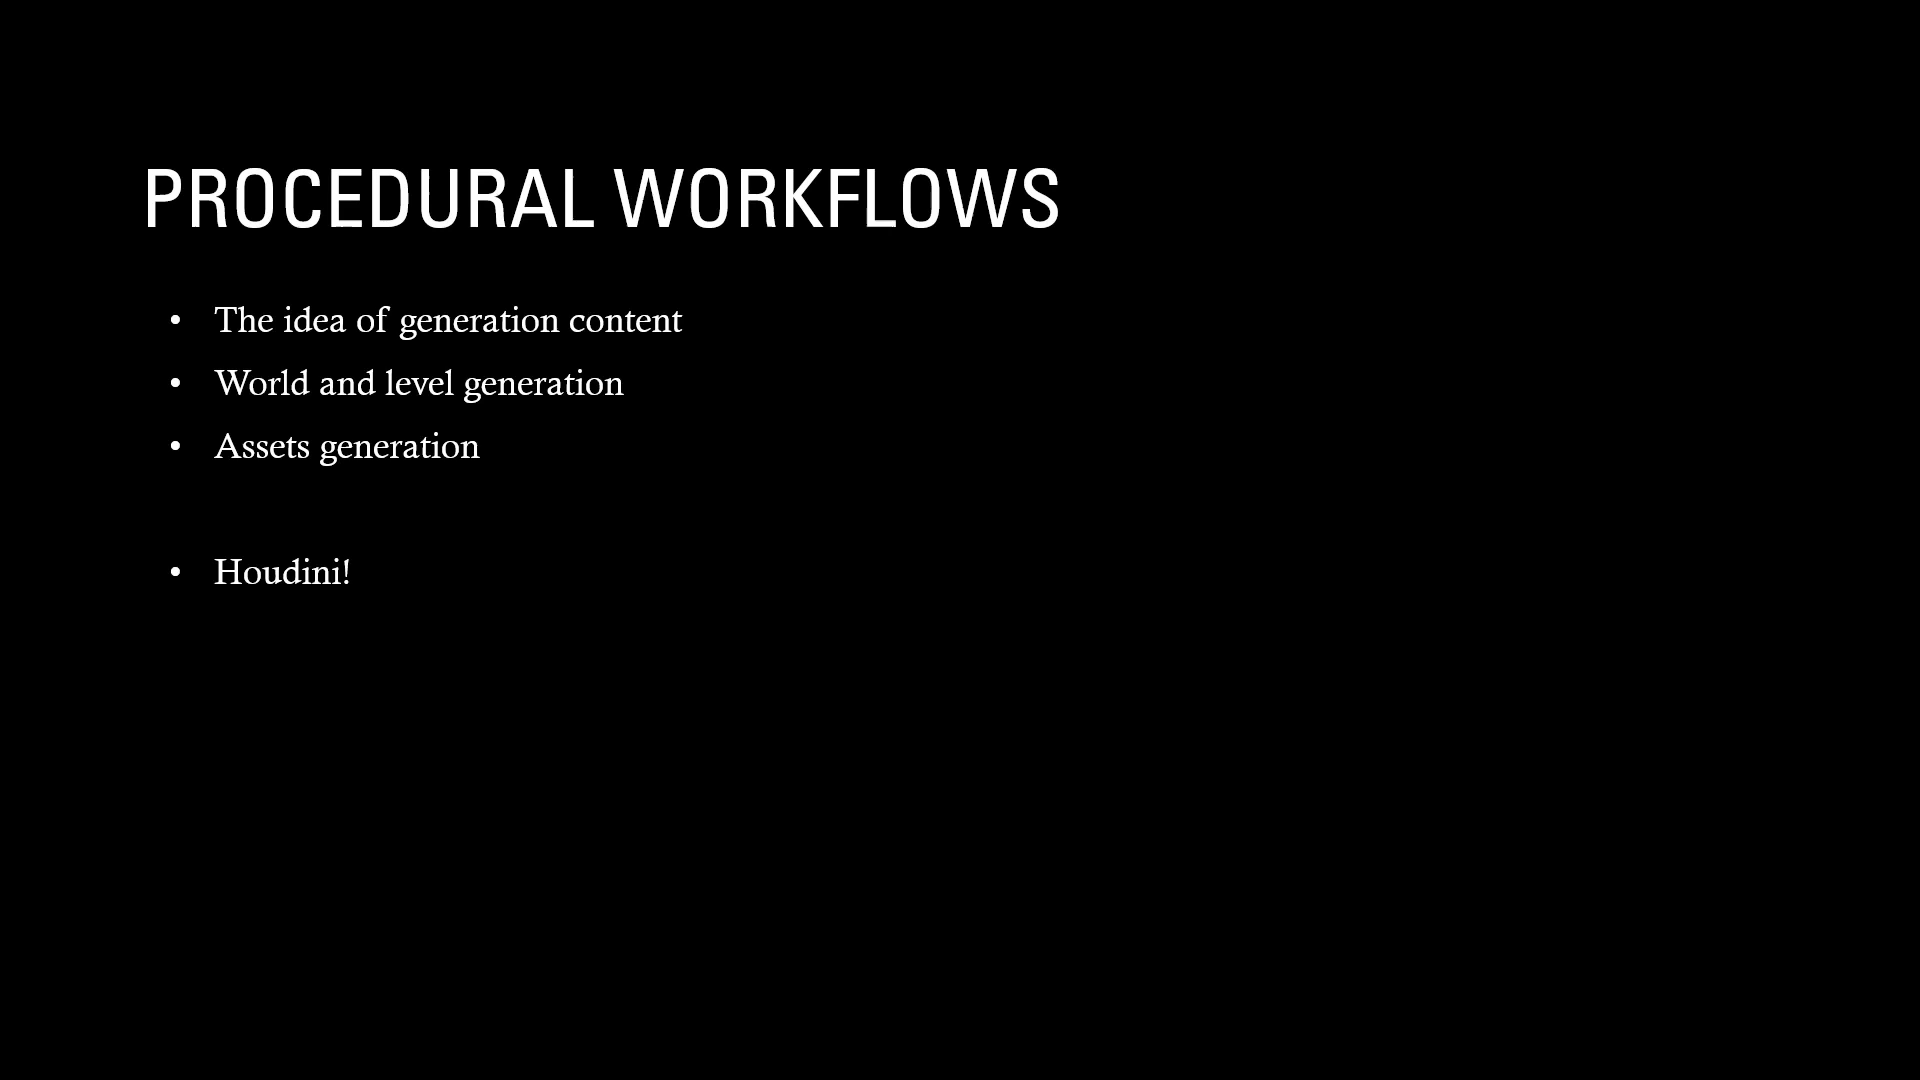 PROCEDURAL WORKFLOWS
• The idea of generation content
• World and level generation
• Assets generation
• Houdini!